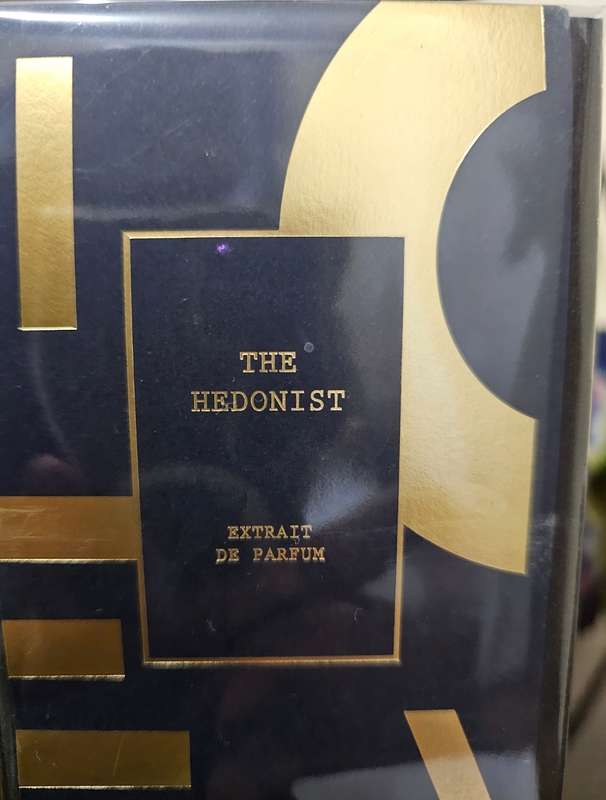 THE
HEDONIST
EXTRAIT
DE PARFUM